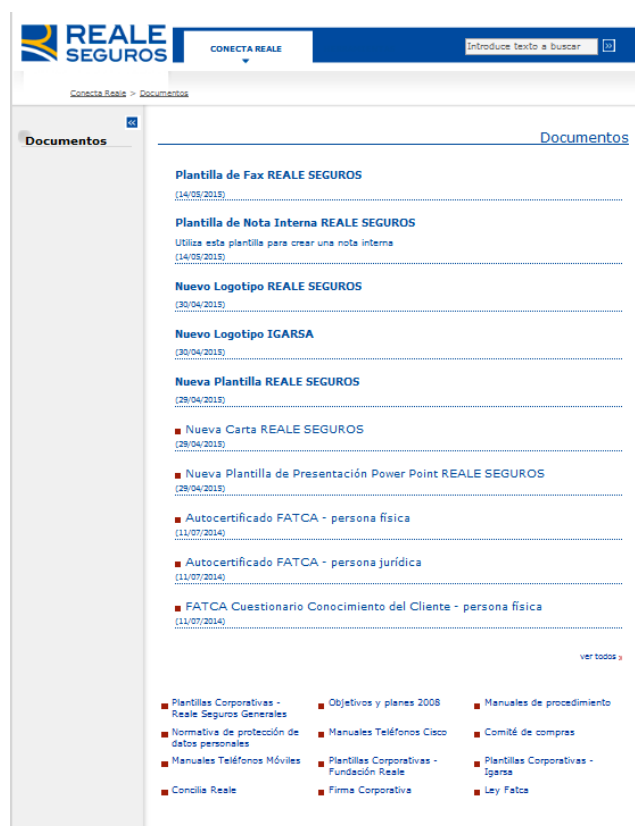 REALE
SEGUROS
CONECTA REALE
Introduce texto a buscar
Conecta Reale > Documentos
Documentos
Documentos
Plantilla de Fax REALE SEGUROS
(14/05/2015)
Plantilla de Nota Interna REALE SEGUROS
Utiliza esta plantilla para crear una nota interna
(14/05/2015)
Nuevo Logotipo REALE SEGUROS
(30/04/2015)
Nuevo Logotipo IGARSA
(30/04/2015)
Nueva Plantilla REALE SEGUROS
(29/04/2015)
Nueva Carta REALE SEGUROS
(29/04/2015)
Nueva Plantilla de Presentación Power Point REALE SEGUROS
(29/04/2015)
Autocertificado FATCA - persona física
(11/07/2014)
Autocertificado FATCA - persona jurídica
(11/07/2014)
FATCA Cuestionario Conocimiento del Cliente - persona física
(11/07/2014)
ver todos »
Plantillas Corporativas -
Reale Seguros Generales
Objetivos y planes 2008
Manuales de procedimiento
Normativa de protección de
datos personales
Manuales Teléfonos Cisco
Comité de compras
Manuales Teléfonos Móviles
Plantillas Corporativas -
Fundación Reale
Plantillas Corporativas -
Igarsa
Concilia Reale
Firma Corporativa
Ley Fatca